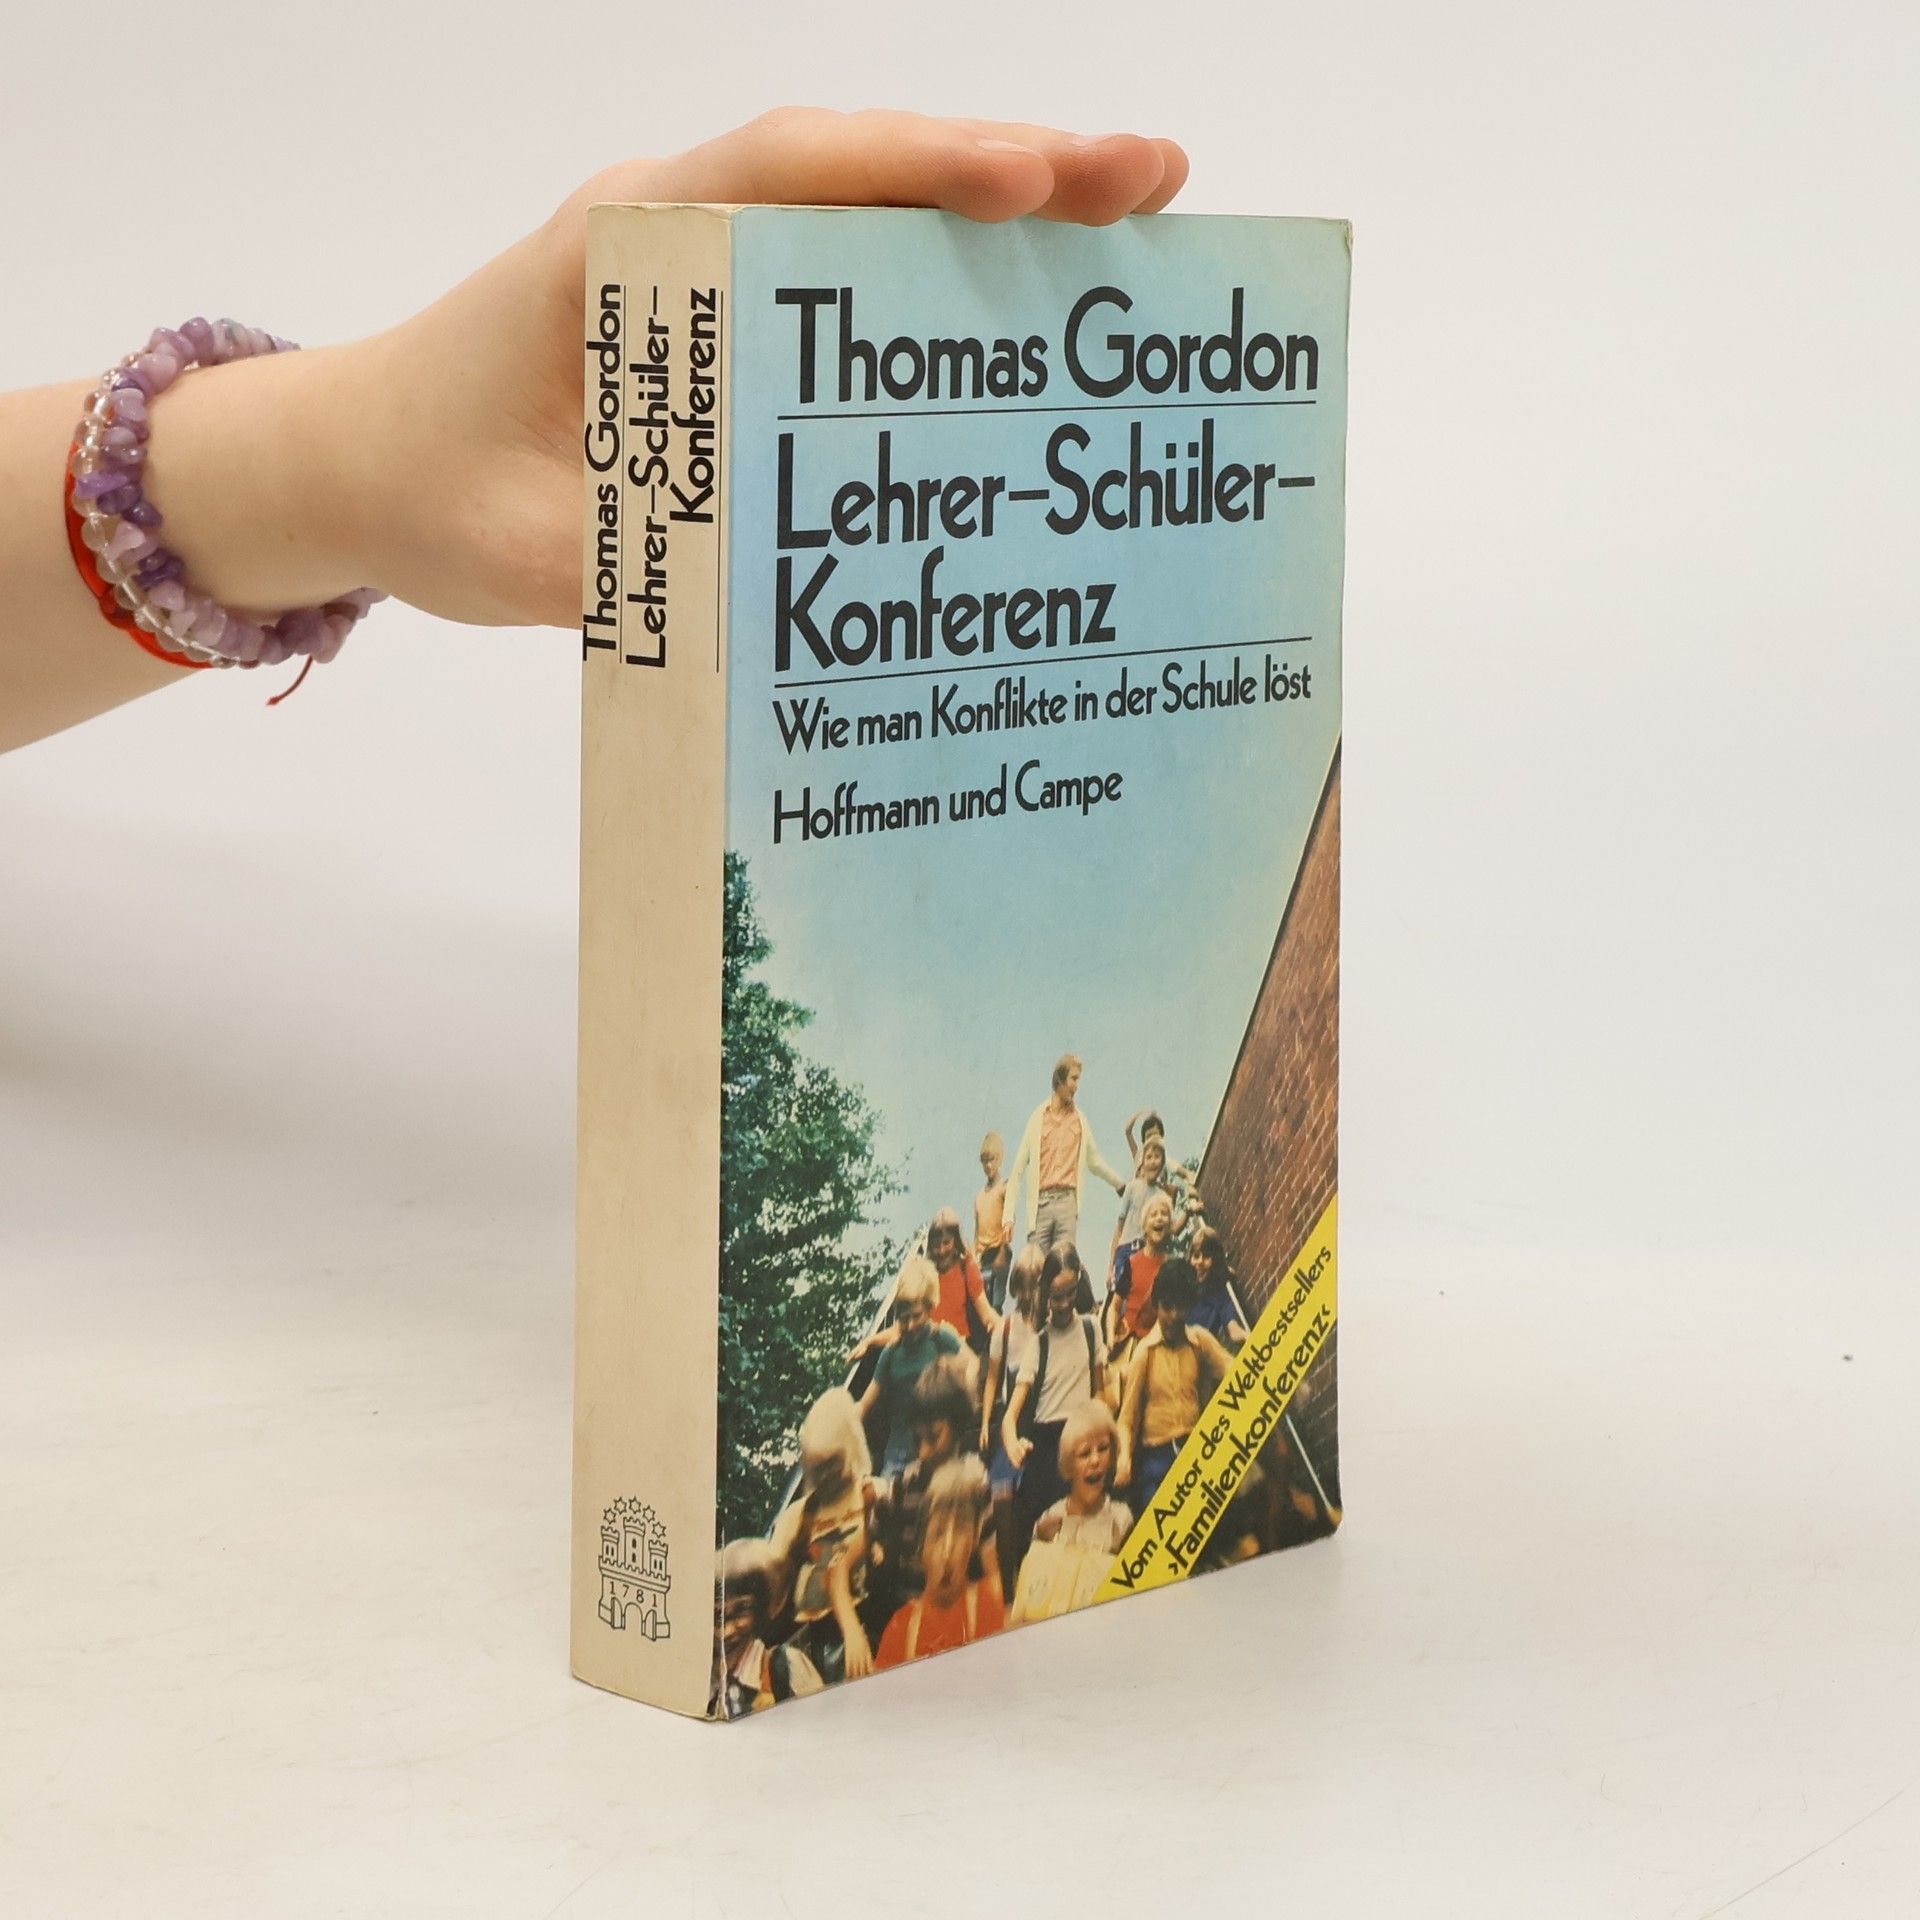 Thomas Gordon
Lehrer-Schüler-
Konferenz
Thomas Gordon
Lehrer-Schüler-
Konferenz
Wie man Konflikte in der Schule löst
Hoffmann und Campe
Vom Autor des Weltbestsellers
›Familienkonferenz‹
1781